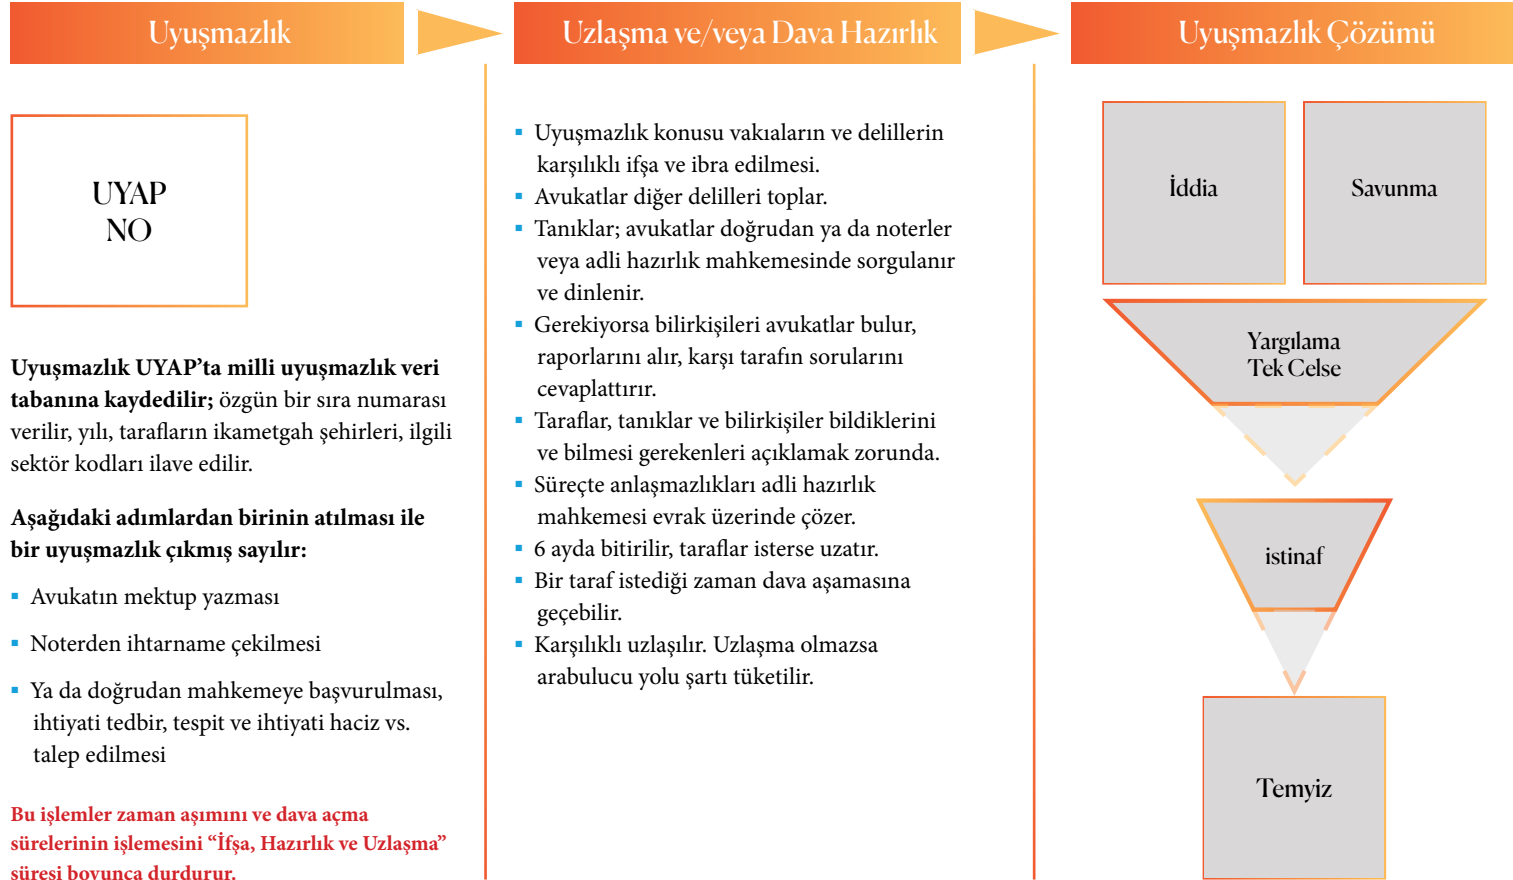 Uyuşmazlık
UYAP
NO
Uyuşmazlık UYAP’ta milli uyuşmazlık veri
tabanına kaydedilir; özgün bir sıra numarası
verilir, yılı, tarafların ikametgah şehirleri, ilgili
sektör kodları ilave edilir.
Aşağıdaki adımlardan birinin atılması ile
bir uyuşmazlık çıkmış sayılır:
▪ Avukatın mektup yazması
▪ Noterden ihtarname çekilmesi
▪ Ya da doğrudan mahkemeye başvurulması,
ihtiyati tedbir, tespit ve ihtiyati haciz vs.
talep edilmesi
Bu işlemler zaman aşımını ve dava açma
sürelerinin işlemesini “İfşa, Hazırlık ve Uzlaşma”
süresi boyunca durdurur.
Uzlaşma ve/veya Dava Hazırlık
▪ Uyuşmazlık konusu vakıaların ve delillerin
karşılıklı ifşa ve ibra edilmesi.
▪ Avukatlar diğer delilleri toplar.
▪ Tanıklar; avukatlar doğrudan ya da noterler
veya adli hazırlık mahkemesinde sorgulanır
ve dinlenir.
▪ Gerekiyorsa bilirkişileri avukatlar bulur,
raporlarını alır, karşı tarafın sorularını
cevaplattırır.
▪ Taraflar, tanıklar ve bilirkişiler bildiklerini
ve bilmesi gerekenleri açıklamak zorunda.
▪ Süreçte anlaşmazlıkları adli hazırlık
mahkemesi evrak üzerinde çözer.
▪ 6 ayda bitirilir, taraflar isterse uzatır.
▪ Bir taraf istediği zaman dava aşamasına
geçebilir.
▪ Karşılıklı uzlaşılır. Uzlaşma olmazsa
arabulucu yolu şartı tüketilir.
Uyuşmazlık Çözümü
İddia
Savunma
Yargılama
Tek Celse
istinaf
Temyiz